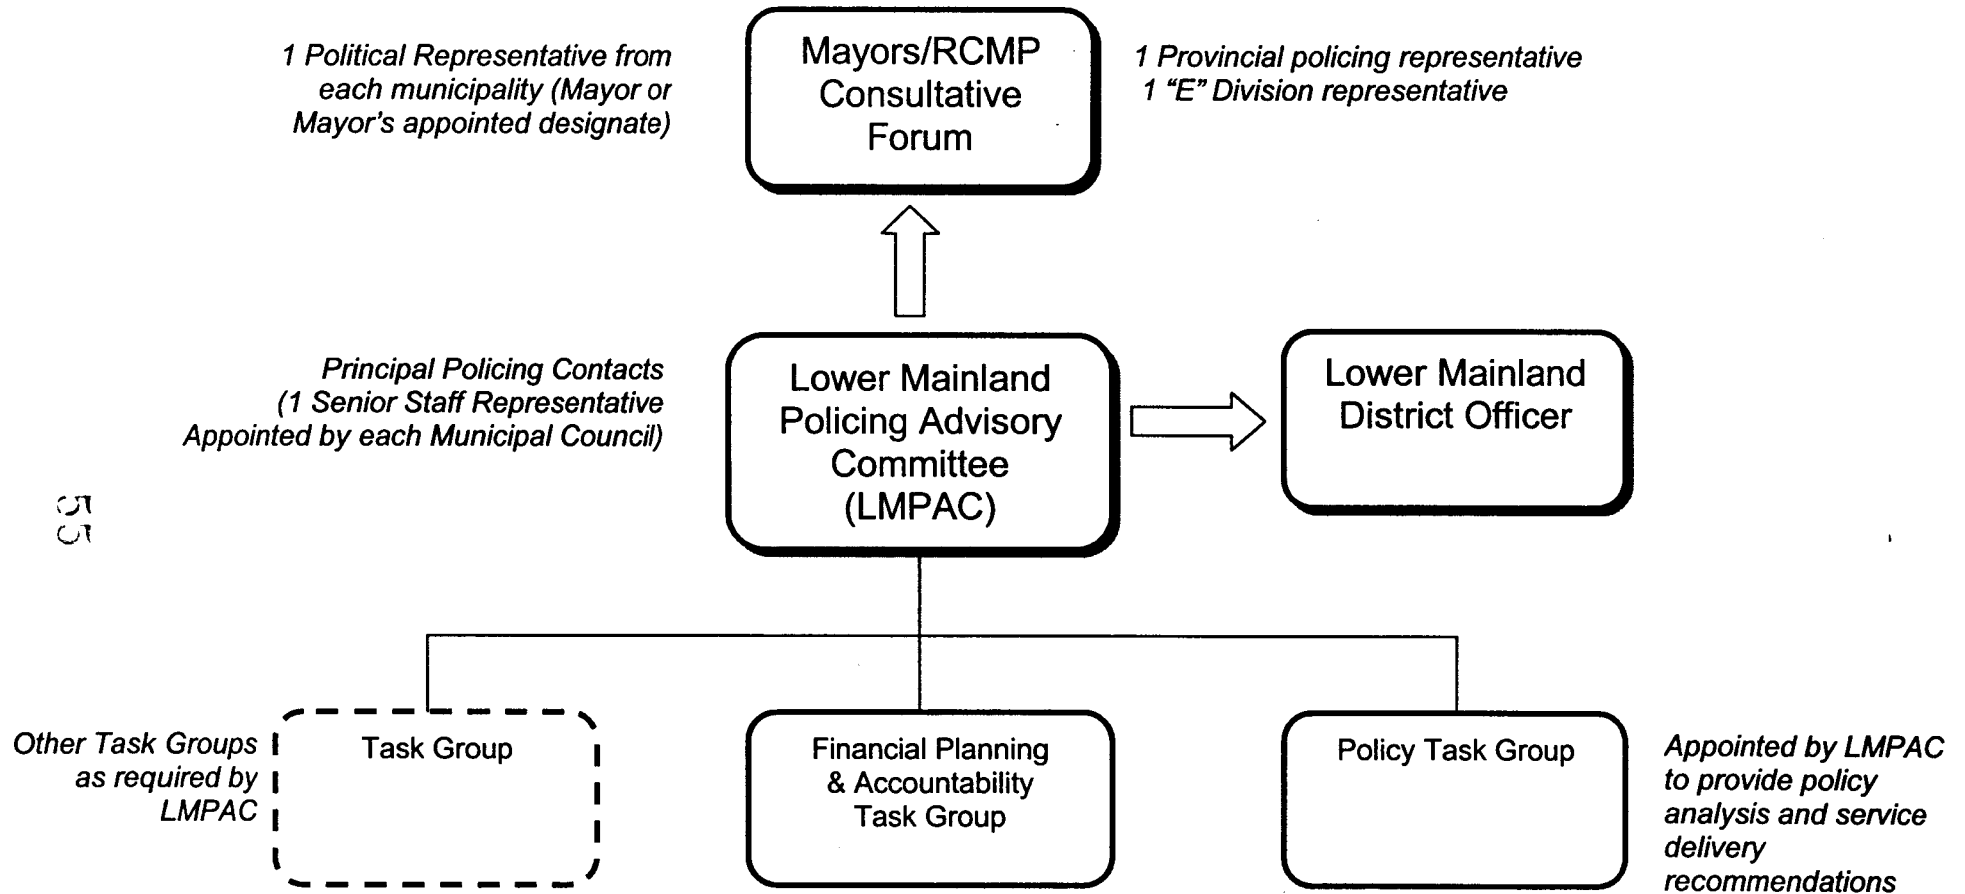 1 Political Representative from
each municipality (Mayor or
Mayor's appointed designate)
Mayors/RCMP
Consultative
Forum
1 Provincial policing representative
1 "E" Division representative
Principal Policing Contacts
(1 Senior Staff Representative
Appointed by each Municipal Council)
Lower Mainland
Policing Advisory
Committee
(LMPAC)
Lower Mainland
District Officer
55
Other Task Groups
as required by
LMPAC
Task Group
Financial Planning
& Accountability
Task Group
Policy Task Group
Appointed by LMPAC
to provide policy
analysis and service
delivery
recommendations